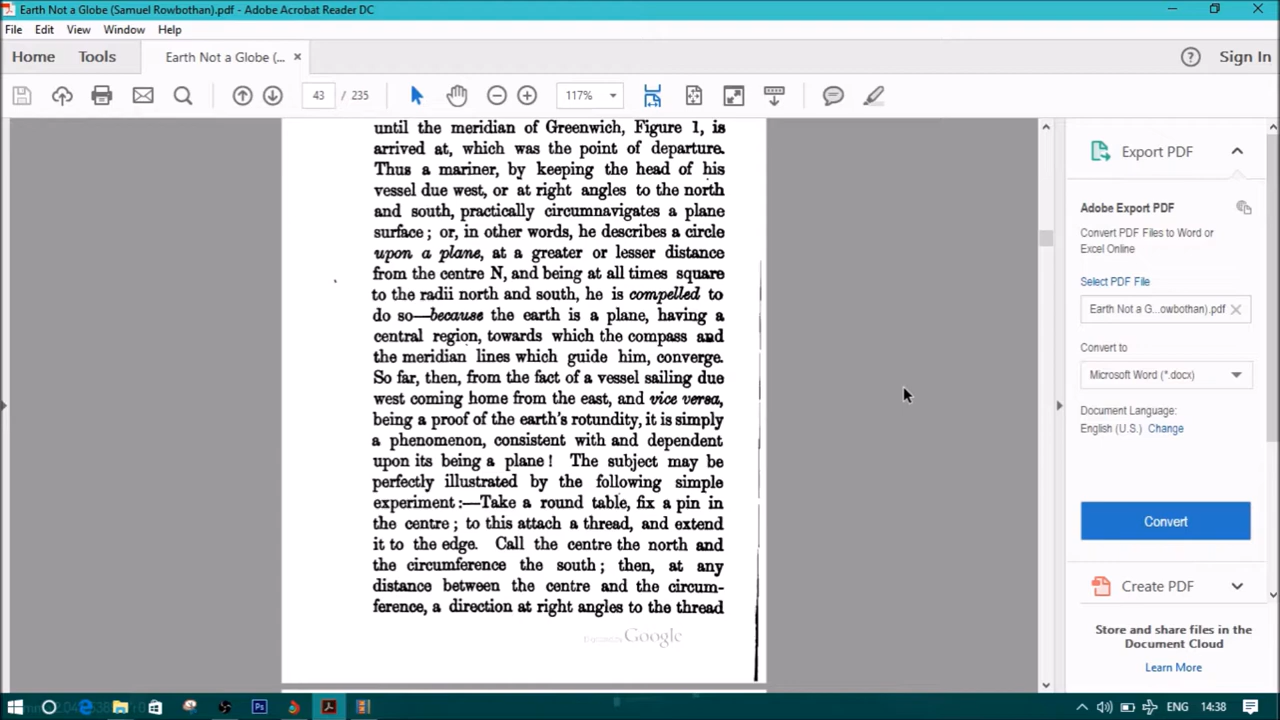 Earth Not a Globe (Samuel Rowbothan).pdf - Adobe Acrobat Reader DC
File Edit View Window Help
Home Tools Earth Not a Globe (... × Sign In
43 / 235 117%
until the meridian of Greenwich, Figure 1, is
arrived at, which was the point of departure.
Thus a mariner, by keeping the head of his
vessel due west, or at right angles to the north
and south, practically circumnavigates a plane
surface; or, in other words, he describes a circle
upon a plane, at a greater or lesser distance
from the centre N, and being at all times square
to the radii north and south, he is compelled to
do so—because the earth is a plane, having a
central region, towards which the compass and
the meridian lines which guide him, converge.
So far, then, from the fact of a vessel sailing due
west coming home from the east, and vice versa,
being a proof of the earth's rotundity, it is simply
a phenomenon, consistent with and dependent
upon its being a plane! The subject may be
perfectly illustrated by the following simple
experiment:—Take a round table, fix a pin in
the centre; to this attach a thread, and extend
it to the edge. Call the centre the north and
the circumference the south; then, at any
distance between the centre and the circum-
ference, a direction at right angles to the thread
Google
Export PDF
Adobe Export PDF
Convert PDF Files to Word or
Excel Online
Select PDF File
Earth Not a G...owbothan).pdf ×
Convert to
Microsoft Word (*.docx)
Document Language:
English (U.S.) Change
Convert
Create PDF
Store and share files in the
Document Cloud
Learn More
Ps ENG 14:38